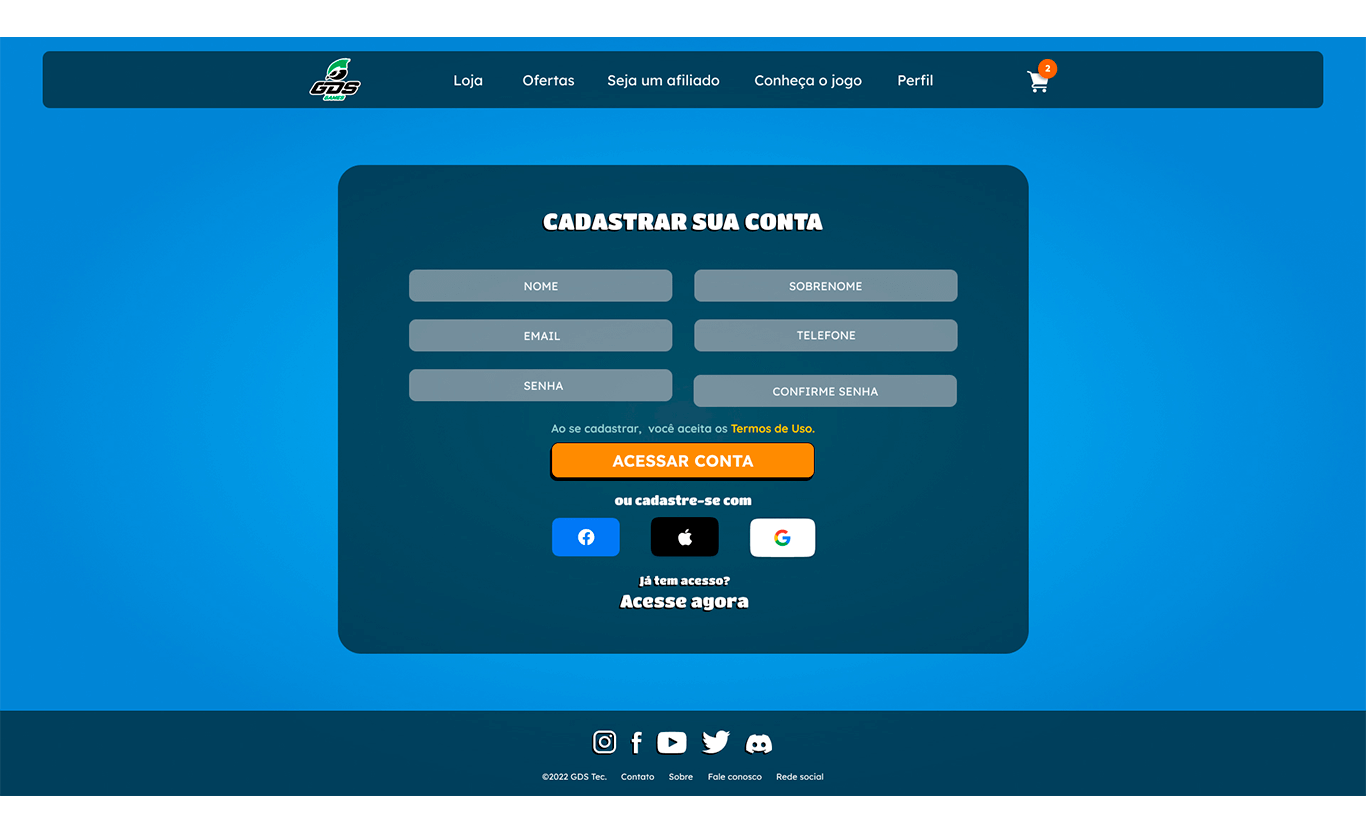 GDS
GAMES
Loja Ofertas Seja um afiliado Conheça o jogo Perfil
2
CADASTRAR SUA CONTA
NOME SOBRENOME
EMAIL TELEFONE
SENHA CONFIRME SENHA
Ao se cadastrar, você aceita os Termos de Uso.
ACESSAR CONTA
ou cadastre-se com
Já tem acesso?
Acesse agora
©2022 GDS Tec. Contato Sobre Fale conosco Rede social